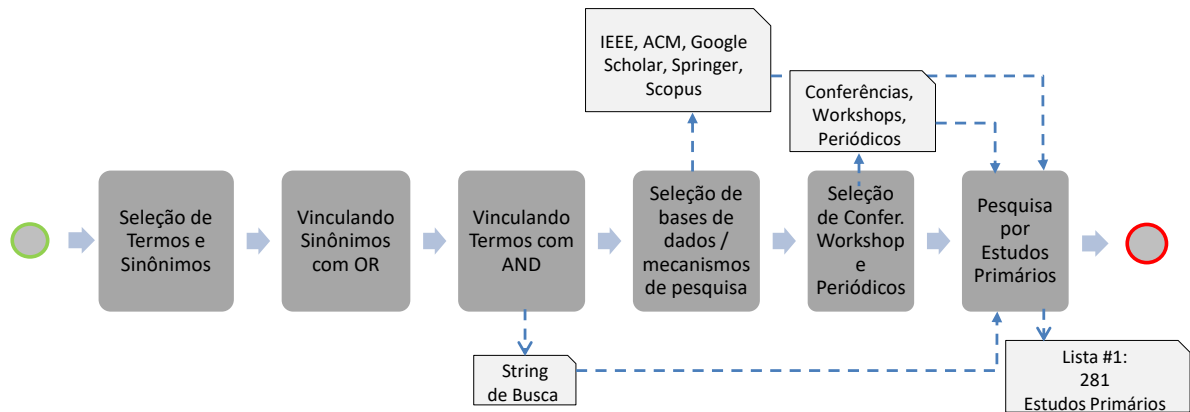 IEEE, ACM, Google
Scholar, Springer,
Scopus
Conferências,
Workshops,
Periódicos
Seleção de
Termos e
Sinônimos
Vinculando
Sinônimos
com OR
Vinculando
Termos com
AND
Seleção de
bases de
dados /
mecanismos
de pesquisa
Seleção
de Confer.
Workshop
e
Periódicos
Pesquisa
por
Estudos
Primários
String
de Busca
Lista #1:
281
Estudos Primários